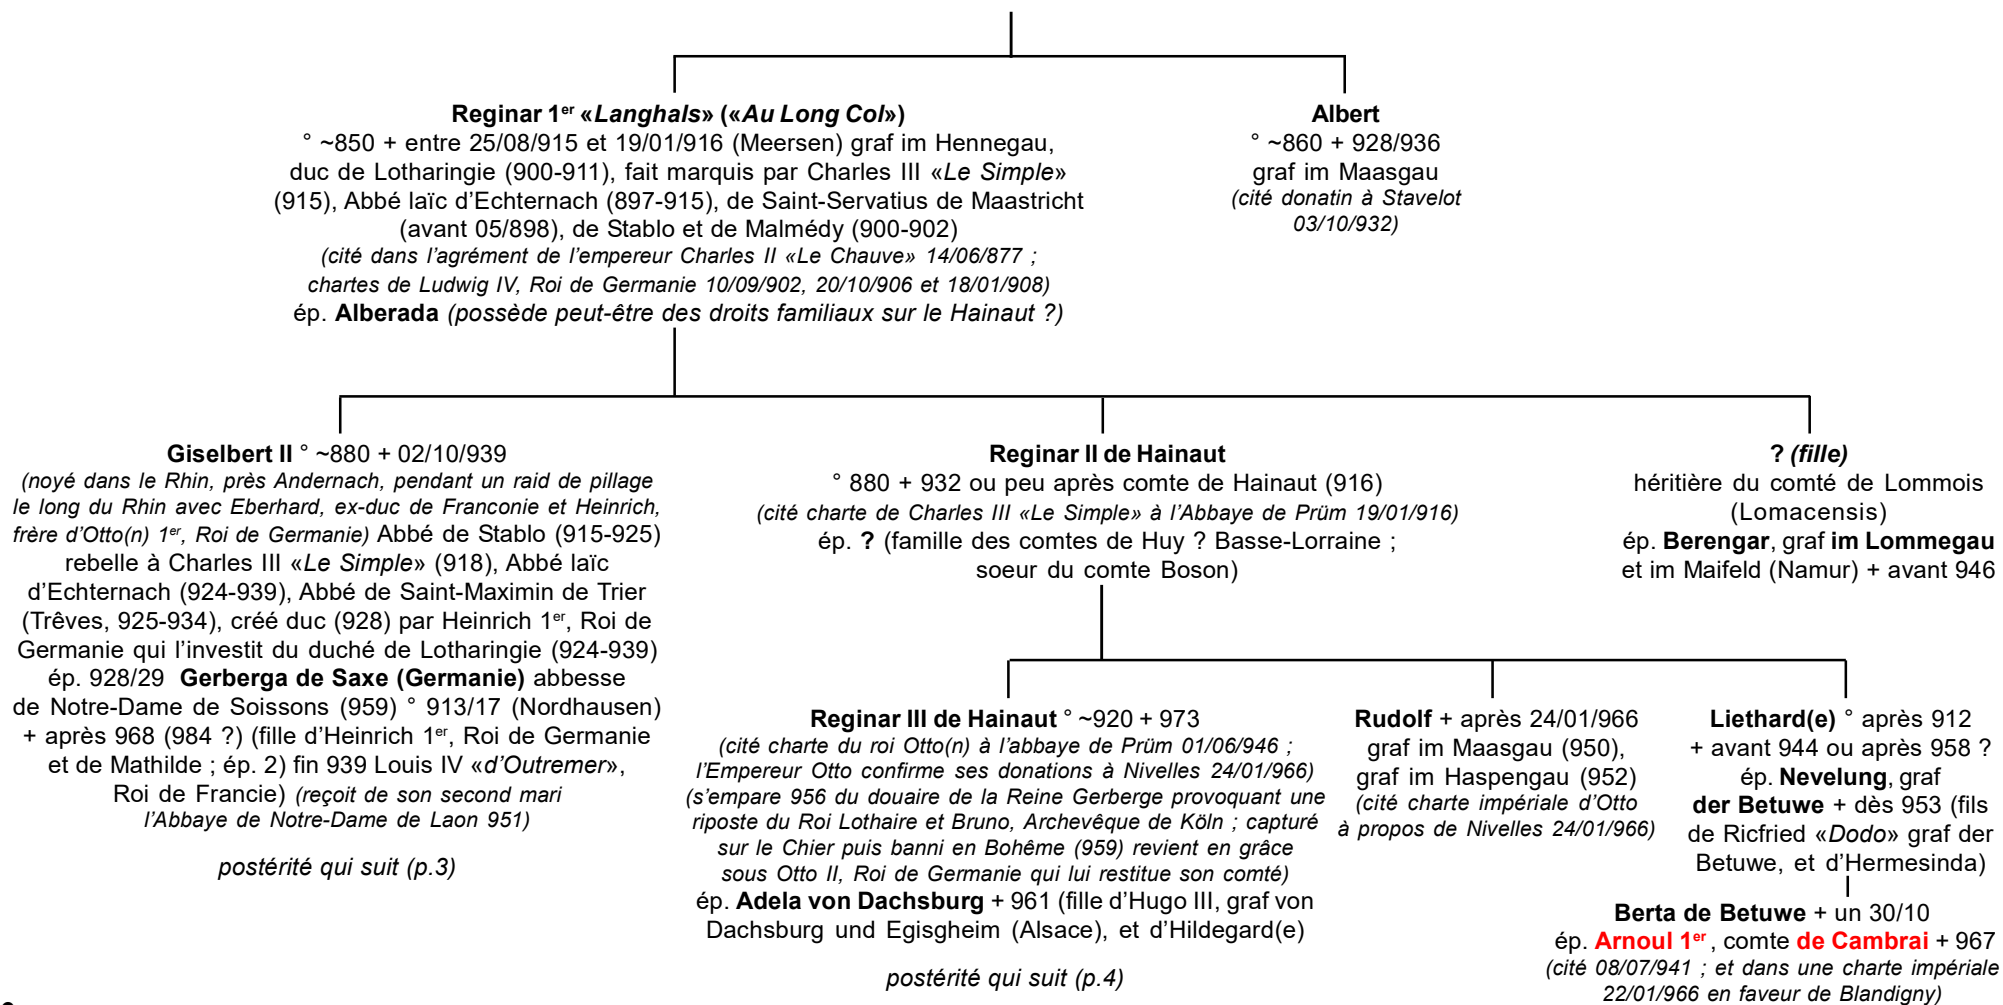 Reginar 1er «Langhals» («Au Long Col»)
° ~850 + entre 25/08/915 et 19/01/916 (Meersen) graf im Hennegau,
duc de Lotharingie (900-911), fait marquis par Charles III «Le Simple»
(915), Abbé laïc d'Echternach (897-915), de Saint-Servatius de Maastricht
(avant 05/898), de Stablo et de Malmédy (900-902)
(cité dans l'agrément de l'empereur Charles II «Le Chauve» 14/06/877 ;
chartes de Ludwig IV, Roi de Germanie 10/09/902, 20/10/906 et 18/01/908)
ép. Alberada (possède peut-être des droits familiaux sur le Hainaut ?)
Albert
° ~860 + 928/936
graf im Maasgau
(cité donatin à Stavelot
03/10/932)
Giselbert II ° ~880 + 02/10/939
(noyé dans le Rhin, près Andernach, pendant un raid de pillage
le long du Rhin avec Eberhard, ex-duc de Franconie et Heinrich,
frère d'Otto(n) 1er, Roi de Germanie) Abbé de Stablo (915-925)
rebelle à Charles III «Le Simple» (918), Abbé laïc
d'Echternach (924-939), Abbé de Saint-Maximin de Trier
(Trêves, 925-934), créé duc (928) par Heinrich 1er, Roi de
Germanie qui l'investit du duché de Lotharingie (924-939)
ép. 928/29 Gerberga de Saxe (Germanie) abbesse
de Notre-Dame de Soissons (959) ° 913/17 (Nordhausen)
+ après 968 (984 ?) (fille d'Heinrich 1er, Roi de Germanie
et de Mathilde ; ép. 2) fin 939 Louis IV «d'Outremer»,
Roi de Francie) (reçoit de son second mari
l'Abbaye de Notre-Dame de Laon 951)
postérité qui suit (p.3)
Reginar II de Hainaut
° 880 + 932 ou peu après comte de Hainaut (916)
(cité charte de Charles III «Le Simple» à l'Abbaye de Prüm 19/01/916)
ép. ? (famille des comtes de Huy ? Basse-Lorraine ;
soeur du comte Boson)
? (fille)
héritière du comté de Lommois
(Lomacensis)
ép. Berengar, graf im Lommegau
et im Maifeld (Namur) + avant 946
Reginar III de Hainaut ° ~920 + 973
(cité charte du roi Otto(n) à l'abbaye de Prüm 01/06/946 ;
l'Empereur Otto confirme ses donations à Nivelles 24/01/966)
(s'empare 956 du douaire de la Reine Gerberge provoquant une
riposte du Roi Lothaire et Bruno, Archevêque de Köln ; capturé
sur le Chier puis banni en Bohême (959) revient en grâce
sous Otto II, Roi de Germanie qui lui restitue son comté)
ép. Adela von Dachsburg + 961 (fille d'Hugo III, graf von
Dachsburg und Egisgheim (Alsace), et d'Hildegard(e)
postérité qui suit (p.4)
Rudolf + après 24/01/966
graf im Maasgau (950),
graf im Haspengau (952)
(cité charte impériale d'Otto
à propos de Nivelles 24/01/966)
Liethard(e) ° après 912
+ avant 944 ou après 958 ?
ép. Nevelung, graf
der Betuwe + dès 953 (fils
de Ricfried «Dodo» graf der
Betuwe, et d'Hermesinda)
Berta de Betuwe + un 30/10
ép. Arnoul 1er, comte de Cambrai + 967
(cité 08/07/941 ; et dans une charte impériale
22/01/966 en faveur de Blandigny)